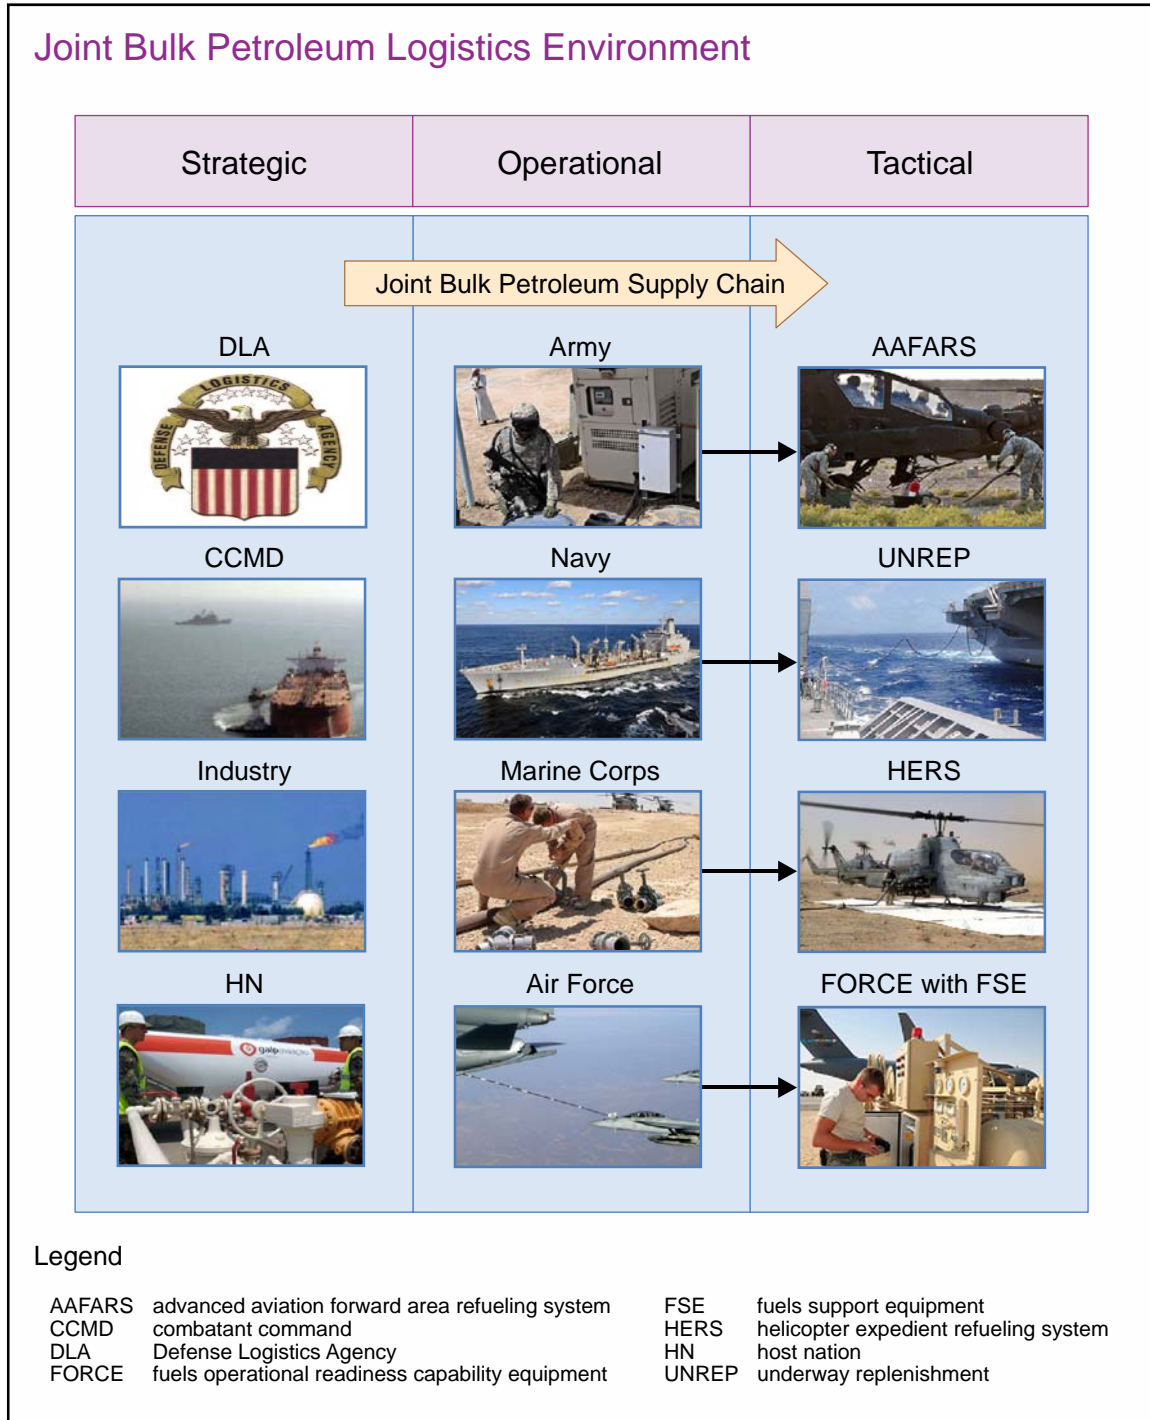 Joint Bulk Petroleum Logistics Environment
Strategic
Operational
Tactical
Joint Bulk Petroleum Supply Chain
DLA
Army
AAFARS
DEFENSE
LOGISTICS
AGENCY
CCMD
Navy
UNREP
Industry
Marine Corps
HERS
HN
Air Force
FORCE with FSE
galp
Legend
AAFARS advanced aviation forward area refueling system
CCMD combatant command
DLA Defense Logistics Agency
FORCE fuels operational readiness capability equipment
FSE fuels support equipment
HERS helicopter expedient refueling system
HN host nation
UNREP underway replenishment